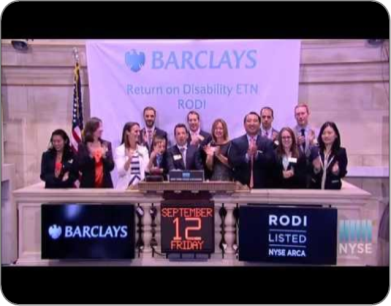 BARCLAYS
Return on Disability ETN
RODI
BARCLAYS
SEPTEMBER
12
FRIDAY
RODI
LISTED
NYSE ARCA
NYSE